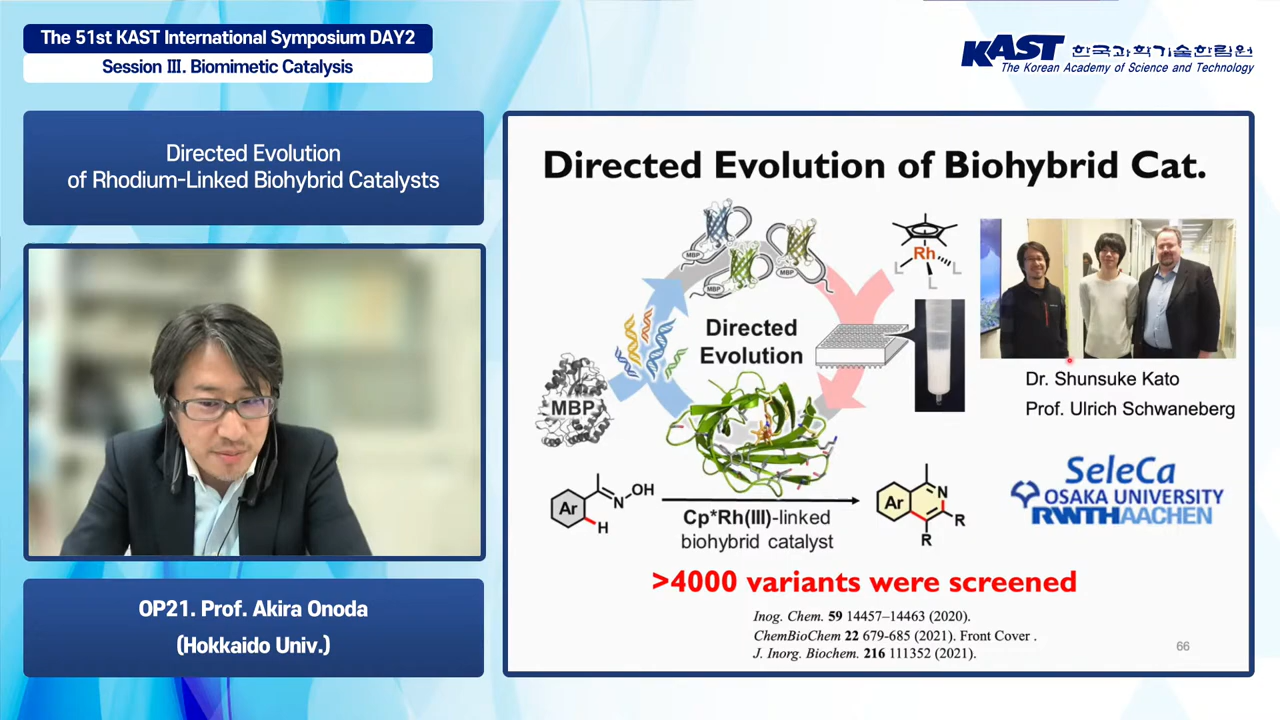 The 51st KAST International Symposium DAY2
Session Ⅲ. Biomimetic Catalysis
KAST 한국과학기술한림원
The Korean Academy of Science and Technology
Directed Evolution
of Rhodium-Linked Biohybrid Catalysts
OP21. Prof. Akira Onoda
(Hokkaido Univ.)
Directed Evolution of Biohybrid Cat.
MBP
MBP
MBP
Rh
L
L
L
Directed
Evolution
MBP
Dr. Shunsuke Kato
Prof. Ulrich Schwaneberg
SeleCa
OSAKA UNIVERSITY
RWTHAACHEN
Ar
N
OH
H
Cp*Rh(III)-linked
biohybrid catalyst
Ar
N
R
R
>4000 variants were screened
Inog. Chem. 59 14457–14463 (2020).
ChemBioChem 22 679-685 (2021). Front Cover .
J. Inorg. Biochem. 216 111352 (2021).
66